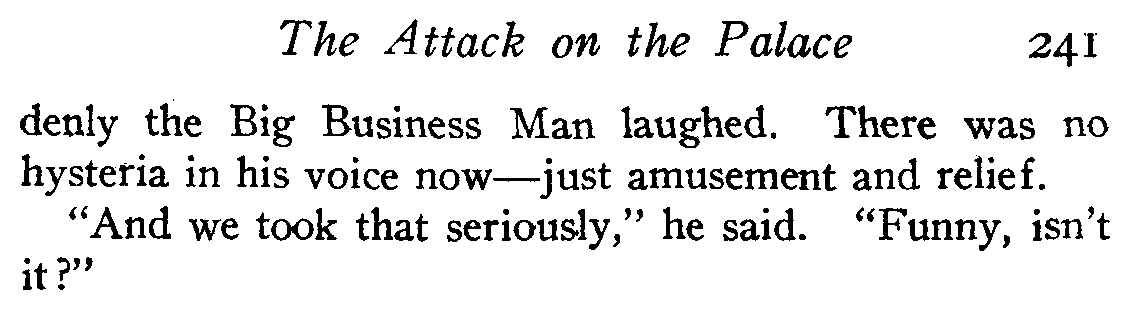 The Attack on the Palace 241
denly the Big Business Man laughed. There was no
hysteria in his voice now—just amusement and relief.
“And we took that seriously,” he said. “Funny, isn’t
it?”